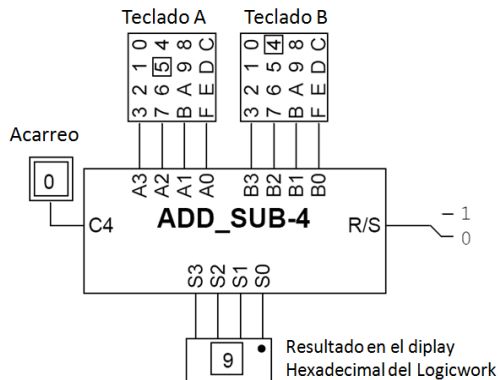 Teclado A
Teclado B
0 4 8 C
1 5 9 D
2 6 A E
3 7 B F
0 4 8 C
1 5 9 D
2 6 A E
3 7 B F
Acarreo
0
A3 A2 A1 A0
B3 B2 B1 B0
C4
ADD_SUB-4
R/S
1
0
S3 S2 S1 S0
9
Resultado en el diplay
Hexadecimal del Logicwork